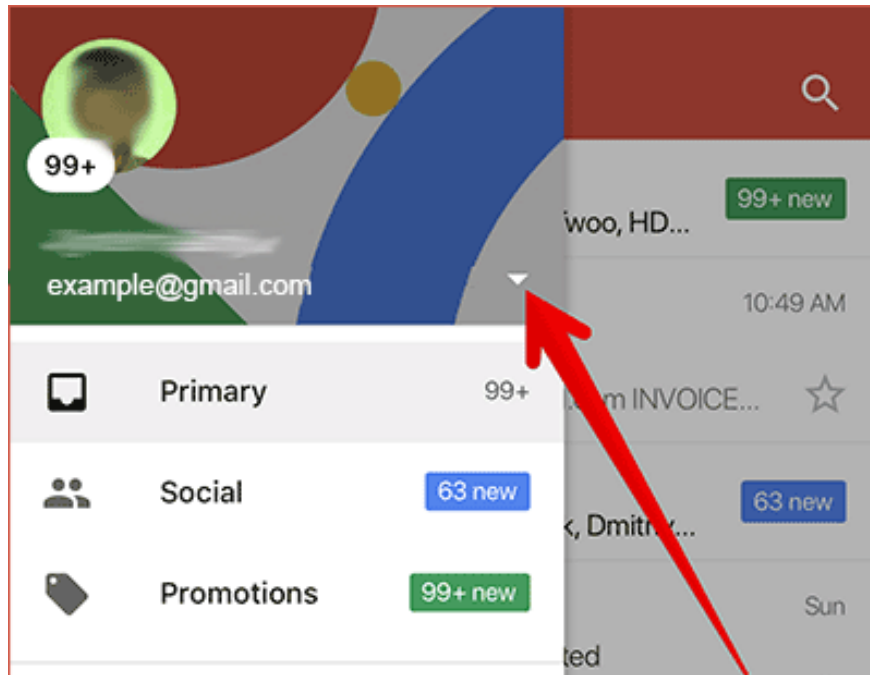 99+
example@gmail.com
Primary 99+
Social 63 new
Promotions 99+ new
99+ new
woo, HD...
10:49 AM
m INVOICE...
63 new
, Dmitriy...
Sun
ted